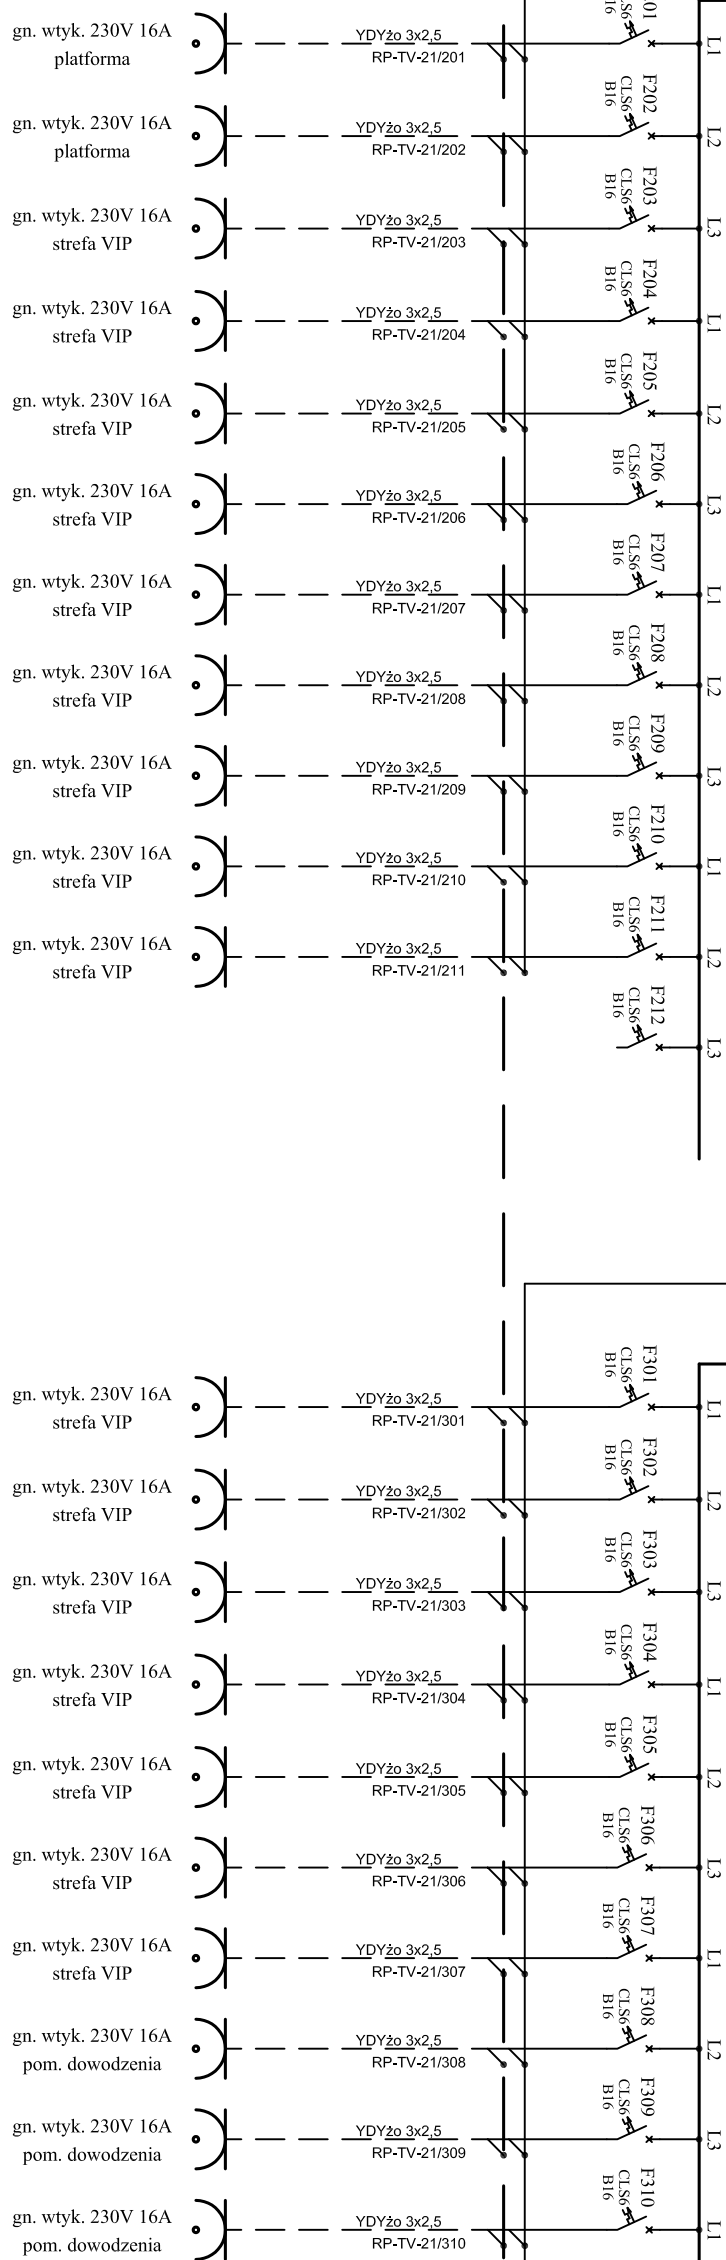 gn. wtyk. 230V 16A
platforma
YDYżo 3x2,5
RP-TV-21/201
01
CLS6
16
L1
gn. wtyk. 230V 16A
platforma
YDYżo 3x2,5
RP-TV-21/202
F202
CLS6
B16
L2
gn. wtyk. 230V 16A
strefa VIP
YDYżo 3x2,5
RP-TV-21/203
F203
CLS6
B16
L3
gn. wtyk. 230V 16A
strefa VIP
YDYżo 3x2,5
RP-TV-21/204
F204
CLS6
B16
L1
gn. wtyk. 230V 16A
strefa VIP
YDYżo 3x2,5
RP-TV-21/205
F205
CLS6
B16
L2
gn. wtyk. 230V 16A
strefa VIP
YDYżo 3x2,5
RP-TV-21/206
F206
CLS6
B16
L3
gn. wtyk. 230V 16A
strefa VIP
YDYżo 3x2,5
RP-TV-21/207
F207
CLS6
B16
L1
gn. wtyk. 230V 16A
strefa VIP
YDYżo 3x2,5
RP-TV-21/208
F208
CLS6
B16
L2
gn. wtyk. 230V 16A
strefa VIP
YDYżo 3x2,5
RP-TV-21/209
F209
CLS6
B16
L3
gn. wtyk. 230V 16A
strefa VIP
YDYżo 3x2,5
RP-TV-21/210
F210
CLS6
B16
L1
gn. wtyk. 230V 16A
strefa VIP
YDYżo 3x2,5
RP-TV-21/211
F211
CLS6
B16
L2
F212
CLS6
B16
L3
gn. wtyk. 230V 16A
strefa VIP
YDYżo 3x2,5
RP-TV-21/301
F301
CLS6
B16
L1
gn. wtyk. 230V 16A
strefa VIP
YDYżo 3x2,5
RP-TV-21/302
F302
CLS6
B16
L2
gn. wtyk. 230V 16A
strefa VIP
YDYżo 3x2,5
RP-TV-21/303
F303
CLS6
B16
L3
gn. wtyk. 230V 16A
strefa VIP
YDYżo 3x2,5
RP-TV-21/304
F304
CLS6
B16
L1
gn. wtyk. 230V 16A
strefa VIP
YDYżo 3x2,5
RP-TV-21/305
F305
CLS6
B16
L2
gn. wtyk. 230V 16A
strefa VIP
YDYżo 3x2,5
RP-TV-21/306
F306
CLS6
B16
L3
gn. wtyk. 230V 16A
strefa VIP
YDYżo 3x2,5
RP-TV-21/307
F307
CLS6
B16
L1
gn. wtyk. 230V 16A
pom. dowodzenia
YDYżo 3x2,5
RP-TV-21/308
F308
CLS6
B16
L2
gn. wtyk. 230V 16A
pom. dowodzenia
YDYżo 3x2,5
RP-TV-21/309
F309
CLS6
B16
L3
gn. wtyk. 230V 16A
pom. dowodzenia
YDYżo 3x2,5
RP-TV-21/310
F310
CLS6
B16
L1